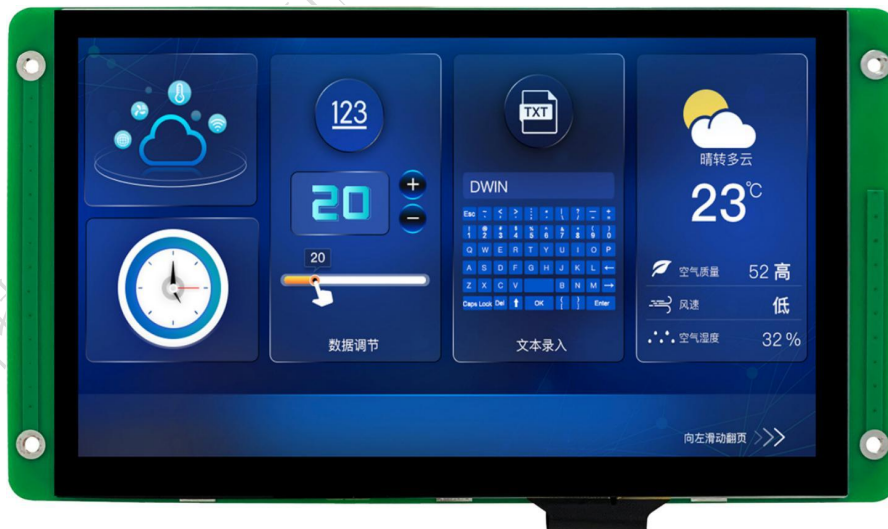 123
20
+
−
20
数据调节
TXT
DWIN
Esc
Q W E R T Y U I O P
A S D F G H J K L ←
Z X C V B N M →
Caps Lock Del ↑ OK { } Enter
文本录入
晴转多云
23℃
空气质量 52 高
风速 低
空气湿度 32 %
向左滑动翻页 >>>